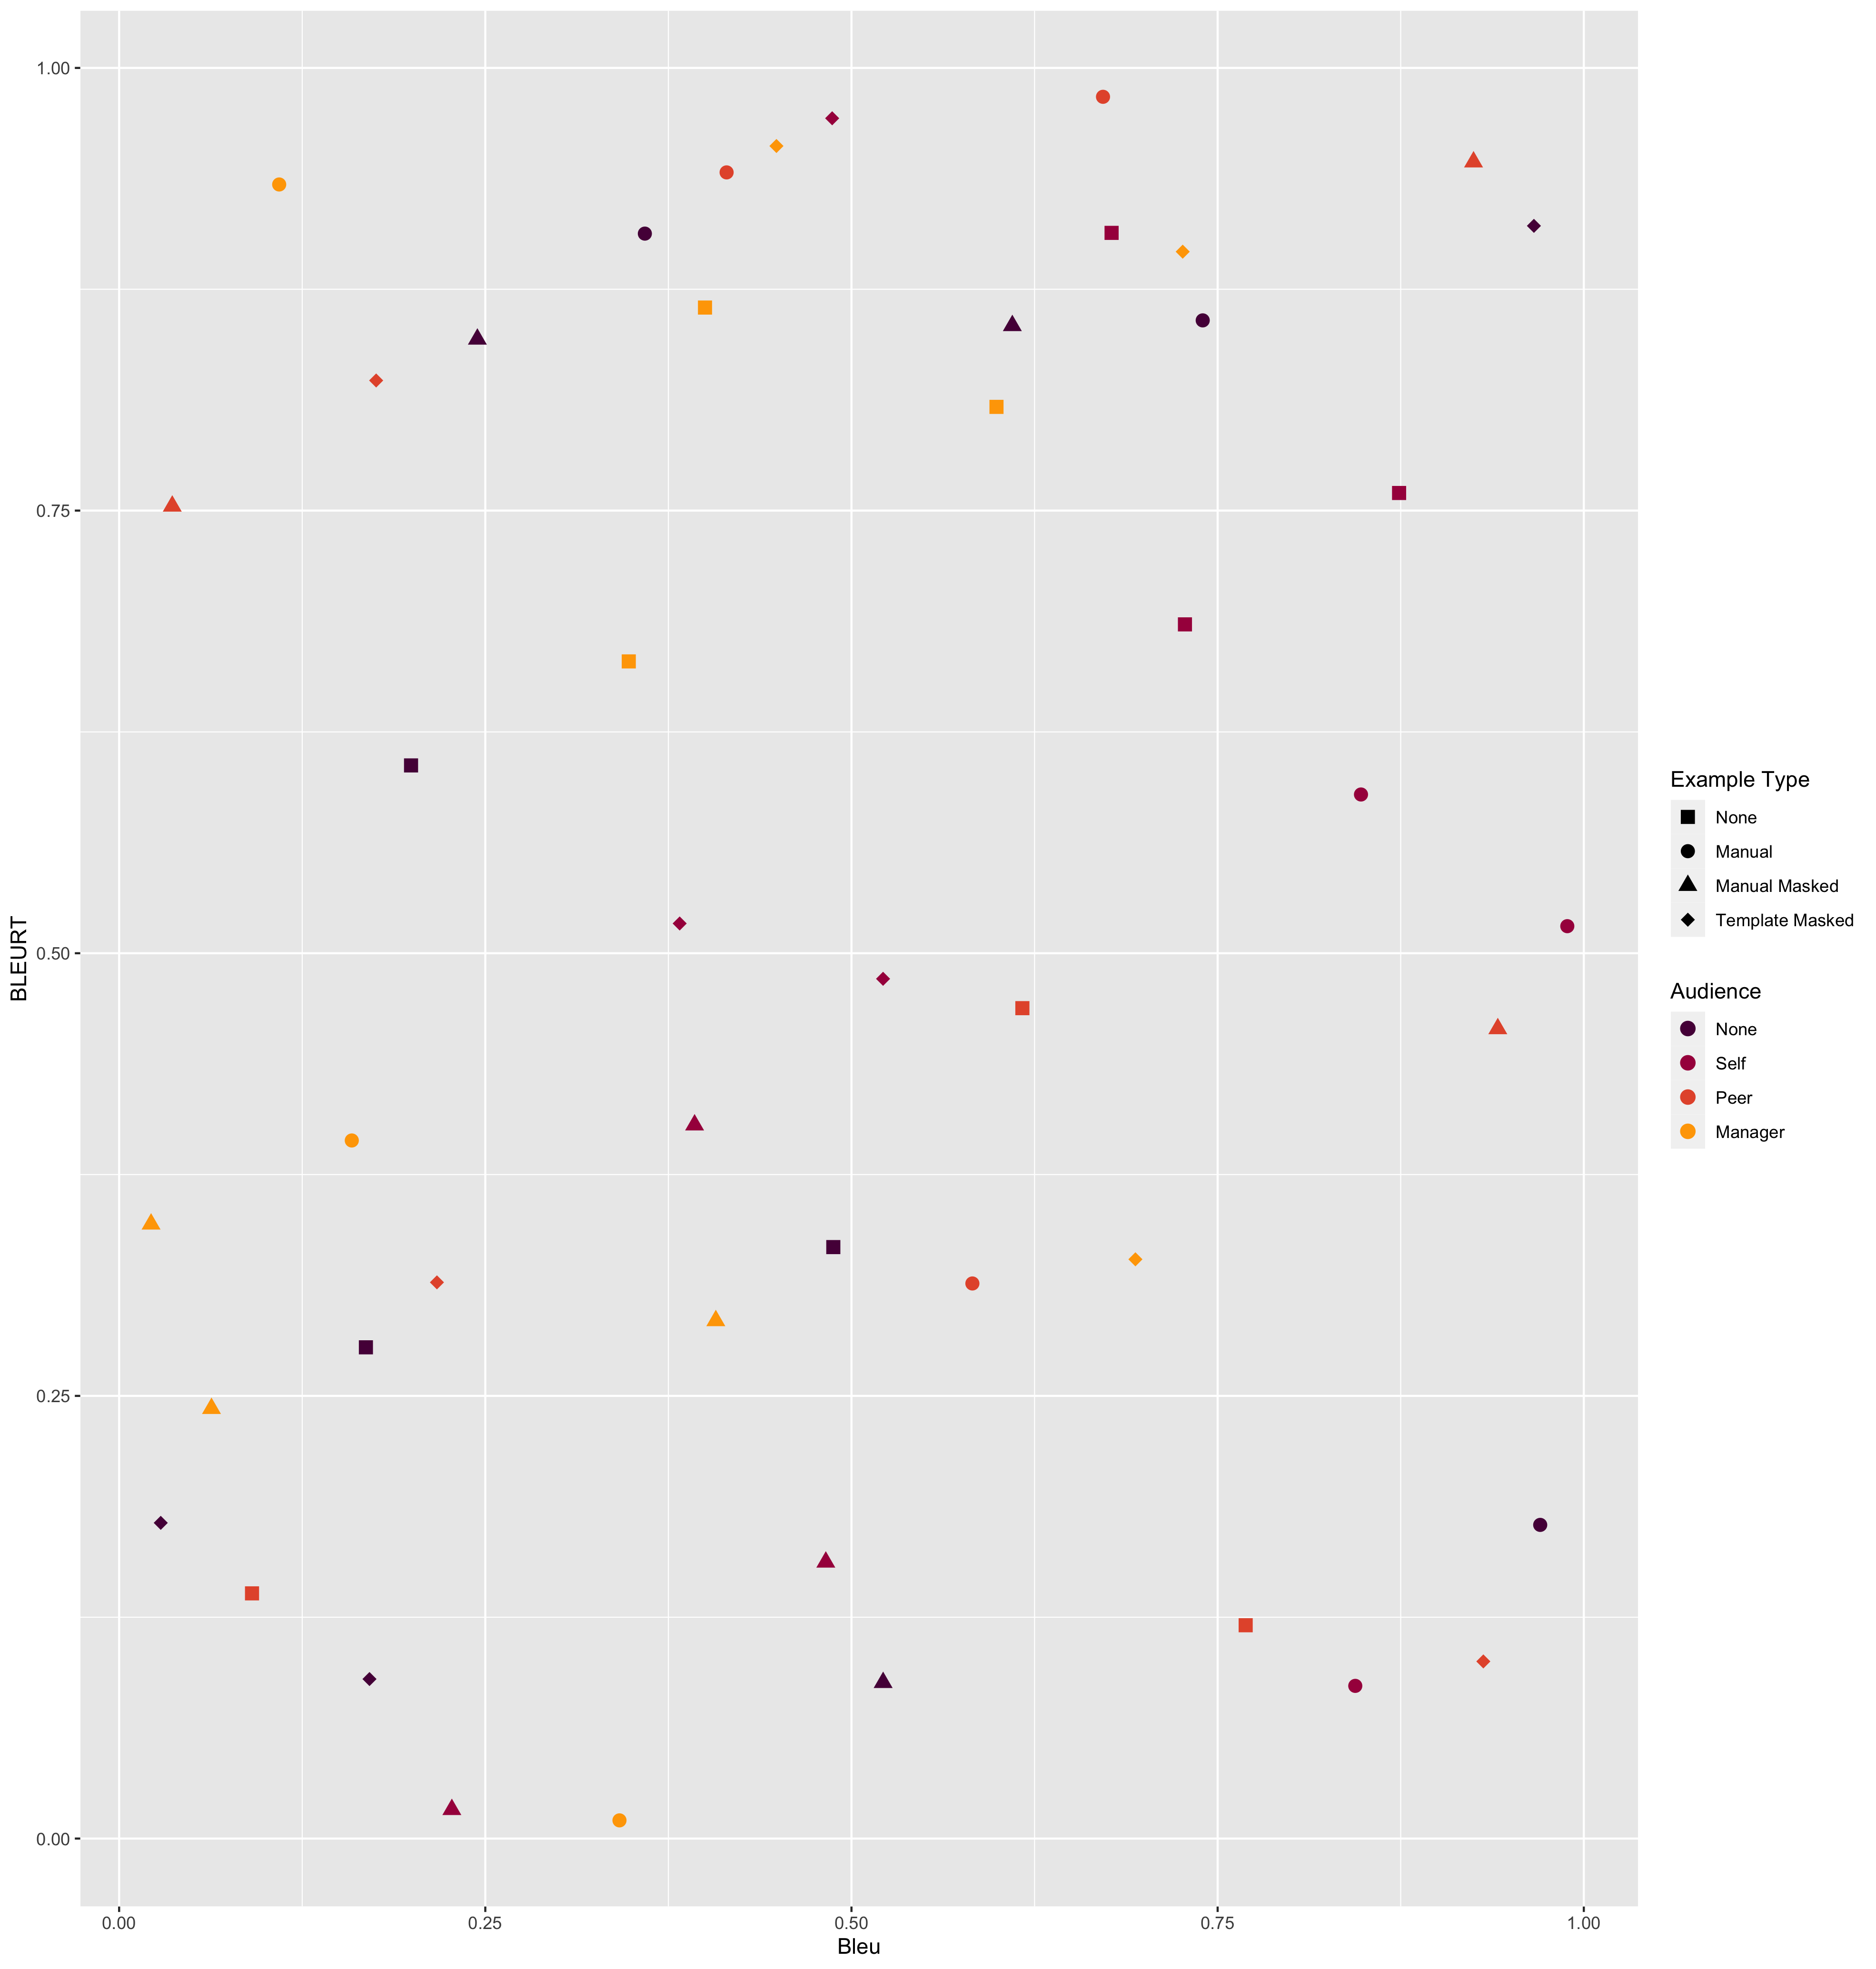 1.00
0.75
0.50
0.25
0.00
BLEURT
0.00 0.25 0.50 0.75 1.00
Bleu
Example Type
None
Manual
Manual Masked
Template Masked
Audience
None
Self
Peer
Manager